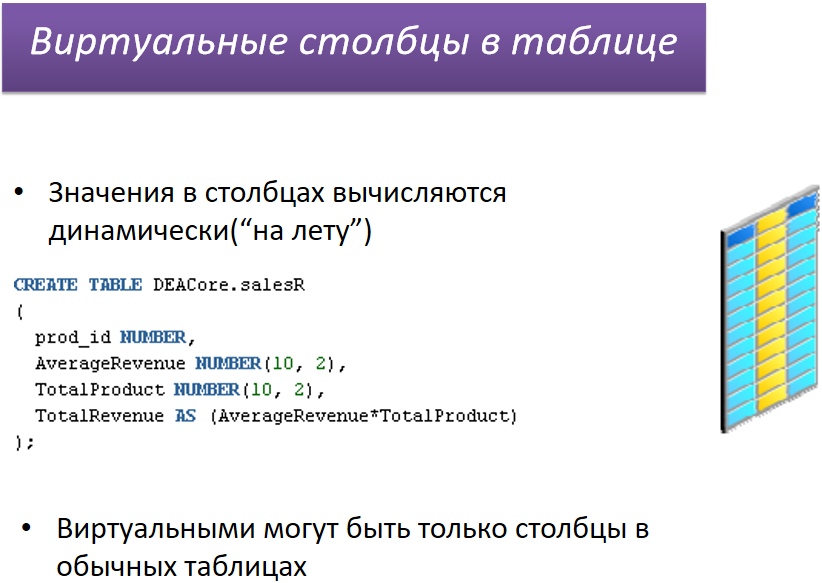 Виртуальные столбцы в таблице
• Значения в столбцах вычисляются
динамически(“на лету”)
CREATE TABLE DEACore.salesR
(
prod_id NUMBER,
AverageRevenue NUMBER(10, 2),
TotalProduct NUMBER(10, 2),
TotalRevenue AS (AverageRevenue*TotalProduct)
);
• Виртуальными могут быть только столбцы в
обычных таблицах